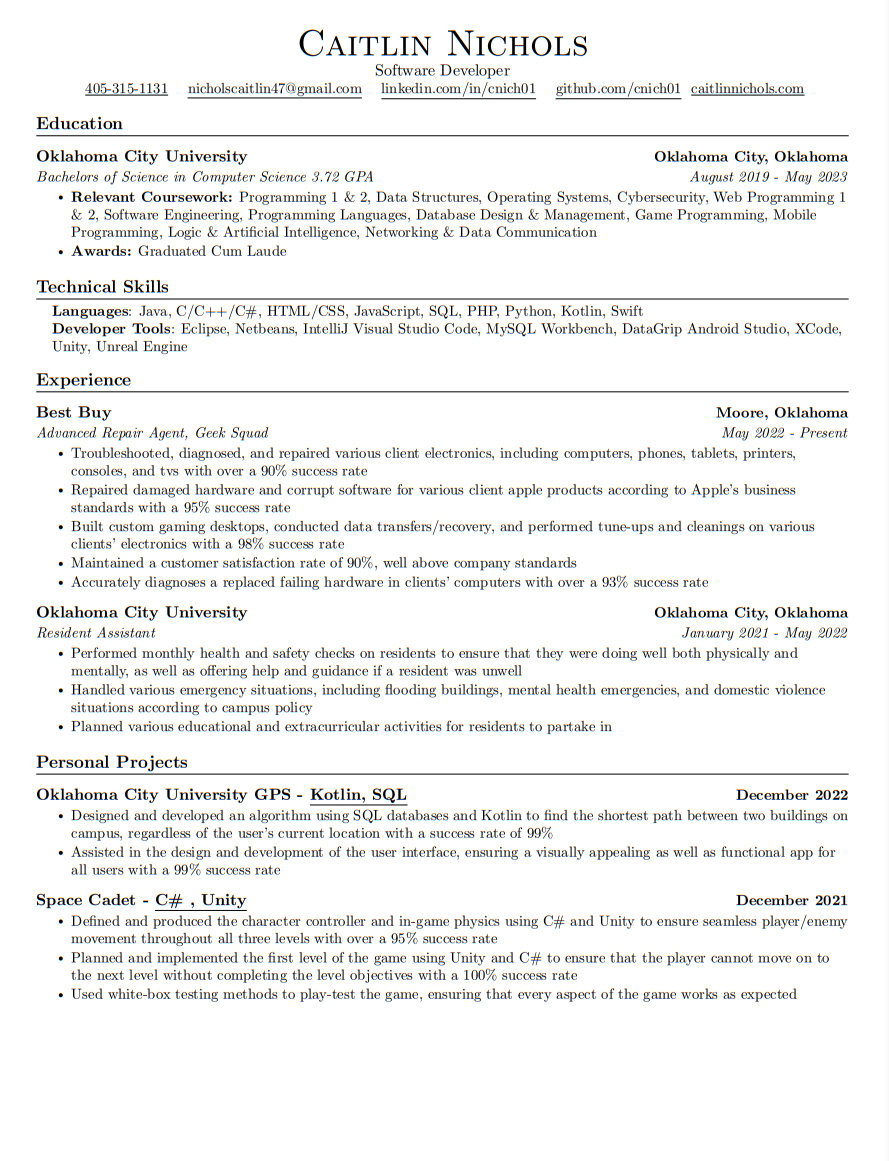 Caitlin Nichols
Software Developer
405-315-1131 nicholscaitlin47@gmail.com linkedin.com/in/cnich01 github.com/cnich01 caitlinnichols.com
Education
Oklahoma City University Oklahoma City, Oklahoma
Bachelors of Science in Computer Science 3.72 GPA August 2019 - May 2023
• Relevant Coursework: Programming 1 & 2, Data Structures, Operating Systems, Cybersecurity, Web Programming 1
& 2, Software Engineering, Programming Languages, Database Design & Management, Game Programming, Mobile
Programming, Logic & Artificial Intelligence, Networking & Data Communication
• Awards: Graduated Cum Laude
Technical Skills
Languages: Java, C/C++/C#, HTML/CSS, JavaScript, SQL, PHP, Python, Kotlin, Swift
Developer Tools: Eclipse, Netbeans, IntelliJ Visual Studio Code, MySQL Workbench, DataGrip Android Studio, XCode,
Unity, Unreal Engine
Experience
Best Buy Moore, Oklahoma
Advanced Repair Agent, Geek Squad May 2022 - Present
• Troubleshooted, diagnosed, and repaired various client electronics, including computers, phones, tablets, printers,
consoles, and tvs with over a 90% success rate
• Repaired damaged hardware and corrupt software for various client apple products according to Apple's business
standards with a 95% success rate
• Built custom gaming desktops, conducted data transfers/recovery, and performed tune-ups and cleanings on various
clients' electronics with a 98% success rate
• Maintained a customer satisfaction rate of 90%, well above company standards
• Accurately diagnoses a replaced failing hardware in clients' computers with over a 93% success rate
Oklahoma City University Oklahoma City, Oklahoma
Resident Assistant January 2021 - May 2022
• Performed monthly health and safety checks on residents to ensure that they were doing well both physically and
mentally, as well as offering help and guidance if a resident was unwell
• Handled various emergency situations, including flooding buildings, mental health emergencies, and domestic violence
situations according to campus policy
• Planned various educational and extracurricular activities for residents to partake in
Personal Projects
Oklahoma City University GPS - Kotlin, SQL December 2022
• Designed and developed an algorithm using SQL databases and Kotlin to find the shortest path between two buildings on
campus, regardless of the user's current location with a success rate of 99%
• Assisted in the design and development of the user interface, ensuring a visually appealing as well as functional app for
all users with a 99% success rate
Space Cadet - C# , Unity December 2021
• Defined and produced the character controller and in-game physics using C# and Unity to ensure seamless player/enemy
movement throughout all three levels with over a 95% success rate
• Planned and implemented the first level of the game using Unity and C# to ensure that the player cannot move on to
the next level without completing the level objectives with a 100% success rate
• Used white-box testing methods to play-test the game, ensuring that every aspect of the game works as expected